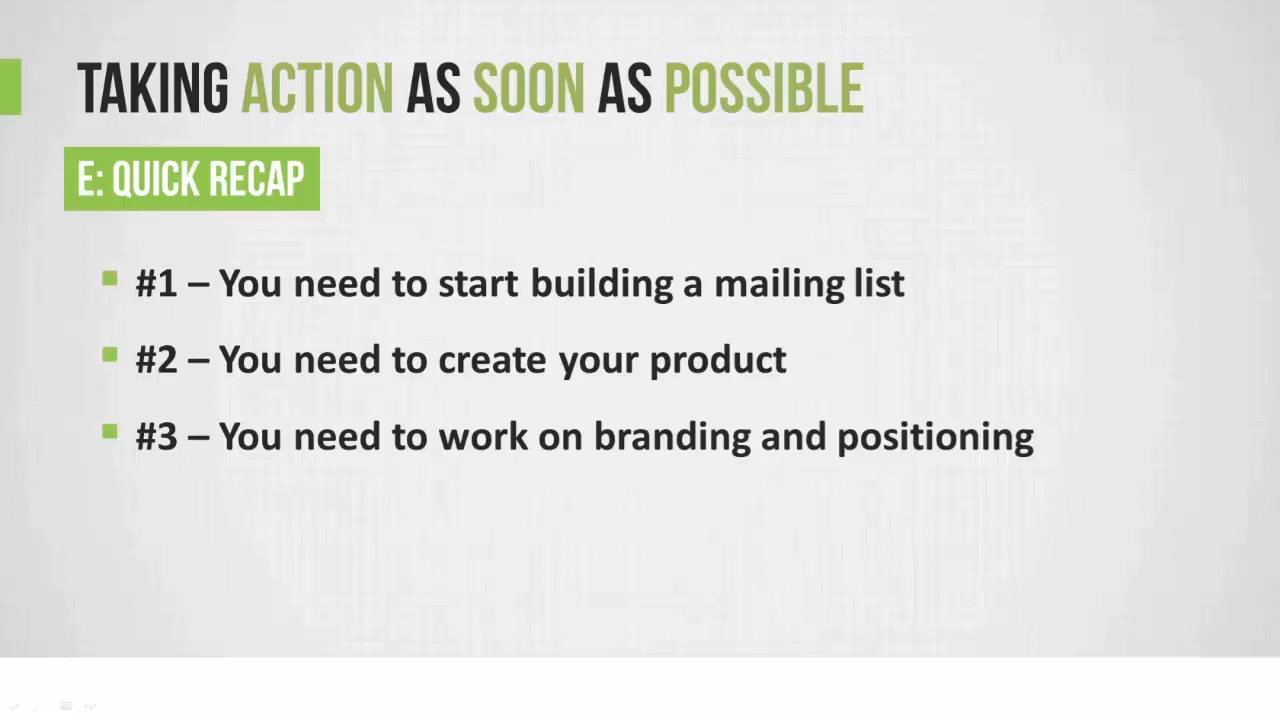 TAKING ACTION AS SOON AS POSSIBLE
E: QUICK RECAP
#1 – You need to start building a mailing list
#2 – You need to create your product
#3 – You need to work on branding and positioning